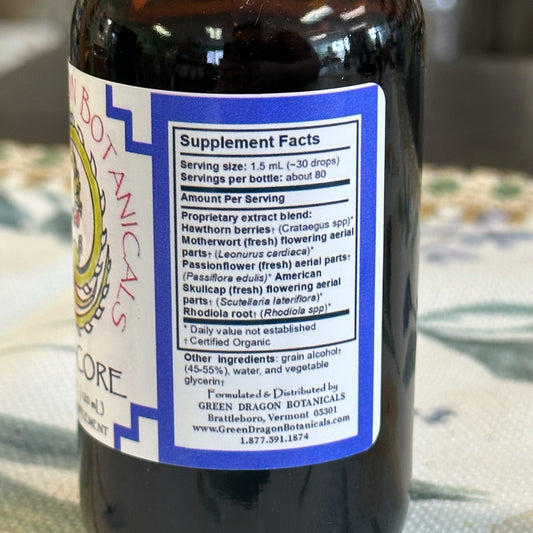 BOTANICALS
CORE
Supplement Facts
Serving size: 1.5 mL (~30 drops)
Servings per bottle: about 80
Amount Per Serving
Proprietary extract blend:
Hawthorn berries† (Crataegus spp)*
Motherwort (fresh) flowering aerial
parts† (Leonurus cardiaca)*
Passionflower (fresh) aerial parts†
(Passiflora edulis)* American
Skullcap (fresh) flowering aerial
parts† (Scutellaria lateriflora)*
Rhodiola root† (Rhodiola spp)*
* Daily value not established
† Certified Organic
Other Ingredients: grain alcohol†
(45-55%), water, and vegetable
glycerin†
Formulated & Distributed by
GREEN DRAGON BOTANICALS
Brattleboro, Vermont 05301
www.GreenDragonBotanicals.com
1.877.591.1874